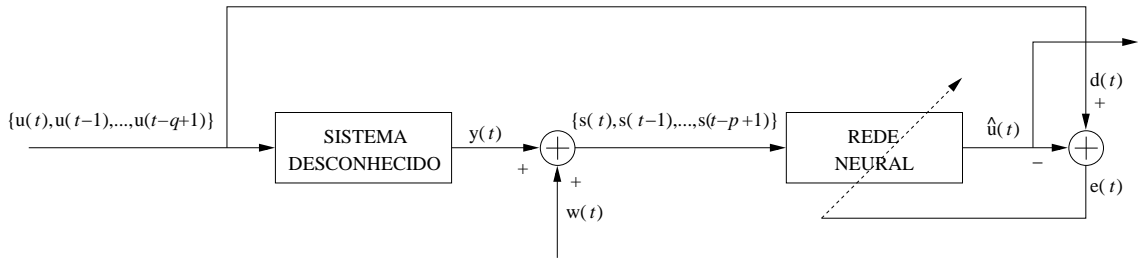 d(t)
+
{u(t),u(t−1),...,u(t−q+1)}
SISTEMA
DESCONHECIDO
y(t)
+
+
{s(t),s(t−1),...,s(t−p+1)}
REDE
NEURAL
û(t)
−
e(t)
w(t)